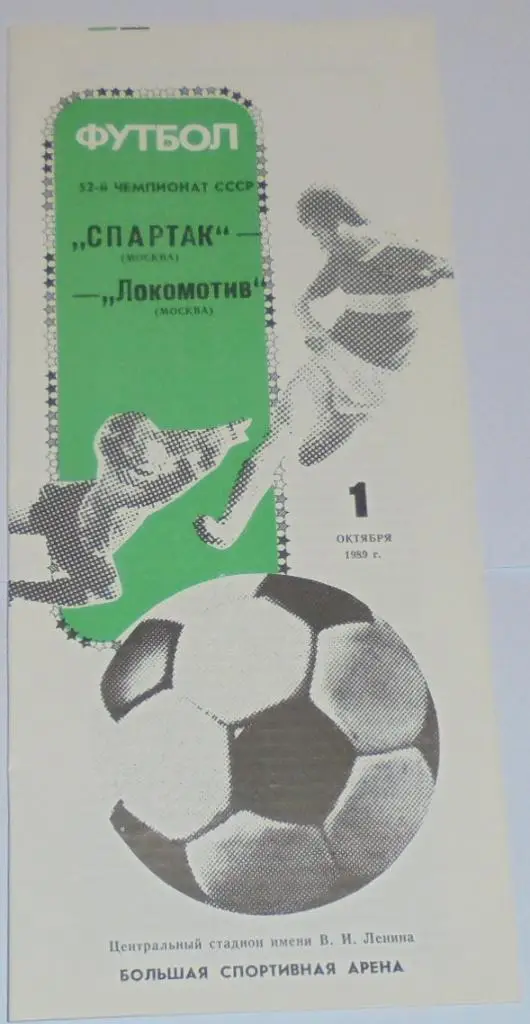 ФУТБОЛ
52-й ЧЕМПИОНАТ СССР
„СПАРТАК“ —
(МОСКВА)
— „ЛОКОМОТИВ“
(МОСКВА)
1
ОКТЯБРЯ
1989 г.
Центральный стадион имени В. И. Ленина
БОЛЬШАЯ СПОРТИВНАЯ АРЕНА